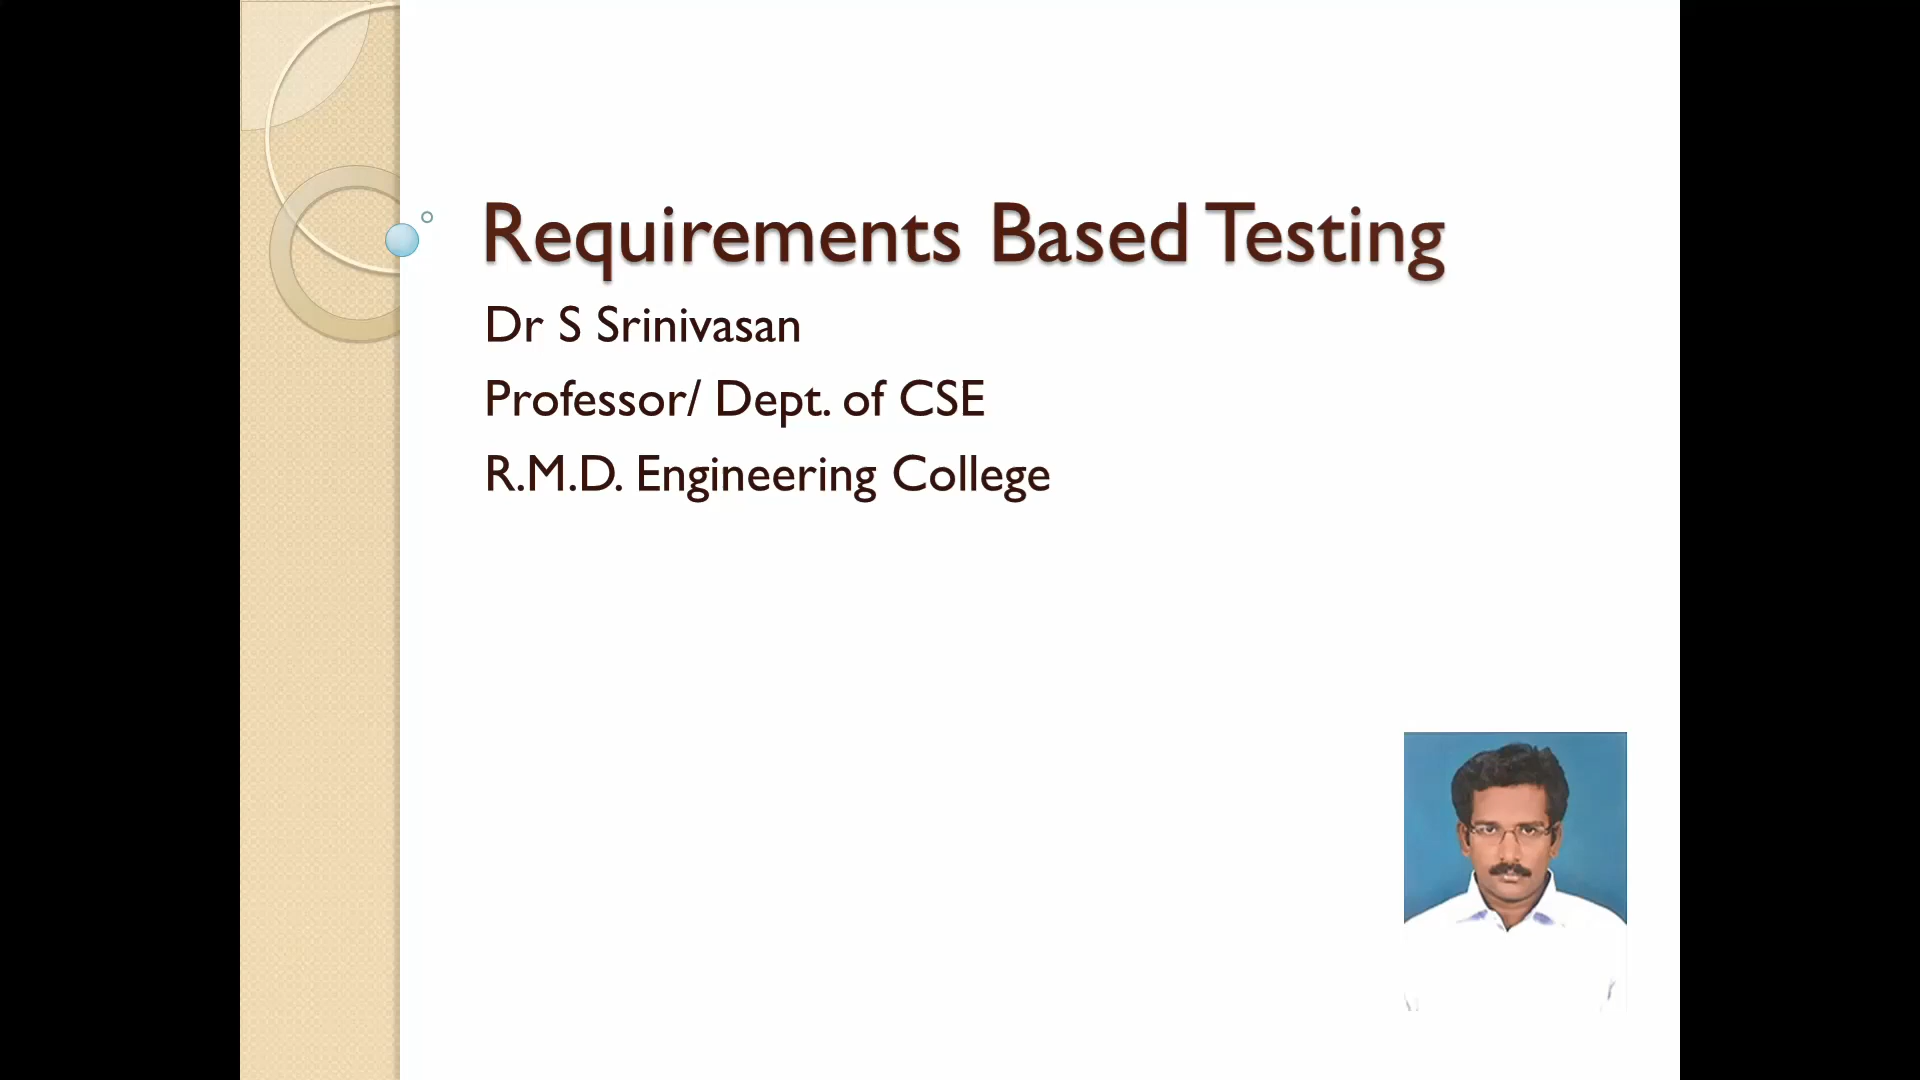 Requirements Based Testing
Dr S Srinivasan
Professor/ Dept. of CSE
R.M.D. Engineering College